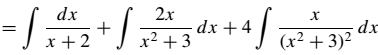 = ∫ dx/(x + 2) + ∫ 2x/(x² + 3) dx + 4 ∫ x/(x² + 3)² dx